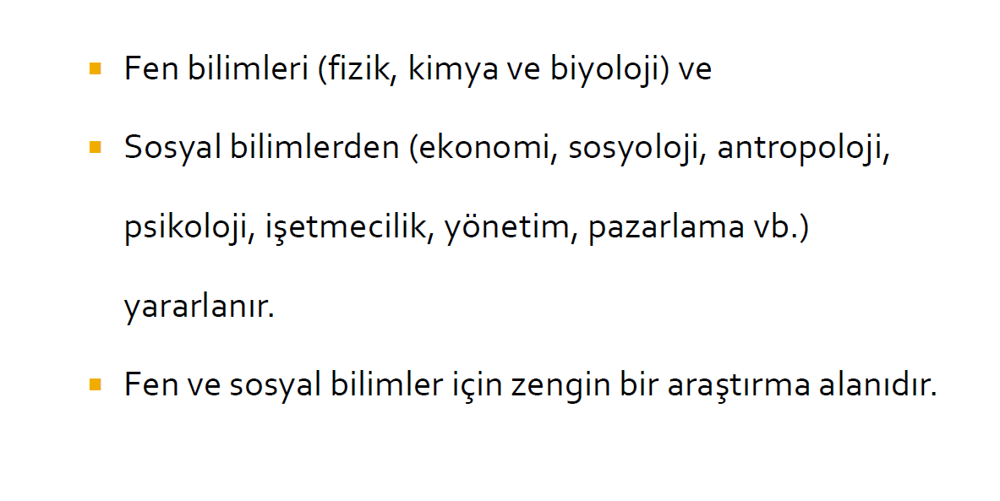 Fen bilimleri (fizik, kimya ve biyoloji) ve
Sosyal bilimlerden (ekonomi, sosyoloji, antropoloji,
psikoloji, işetmecilik, yönetim, pazarlama vb.)
yararlanır.
Fen ve sosyal bilimler için zengin bir araştırma alanıdır.